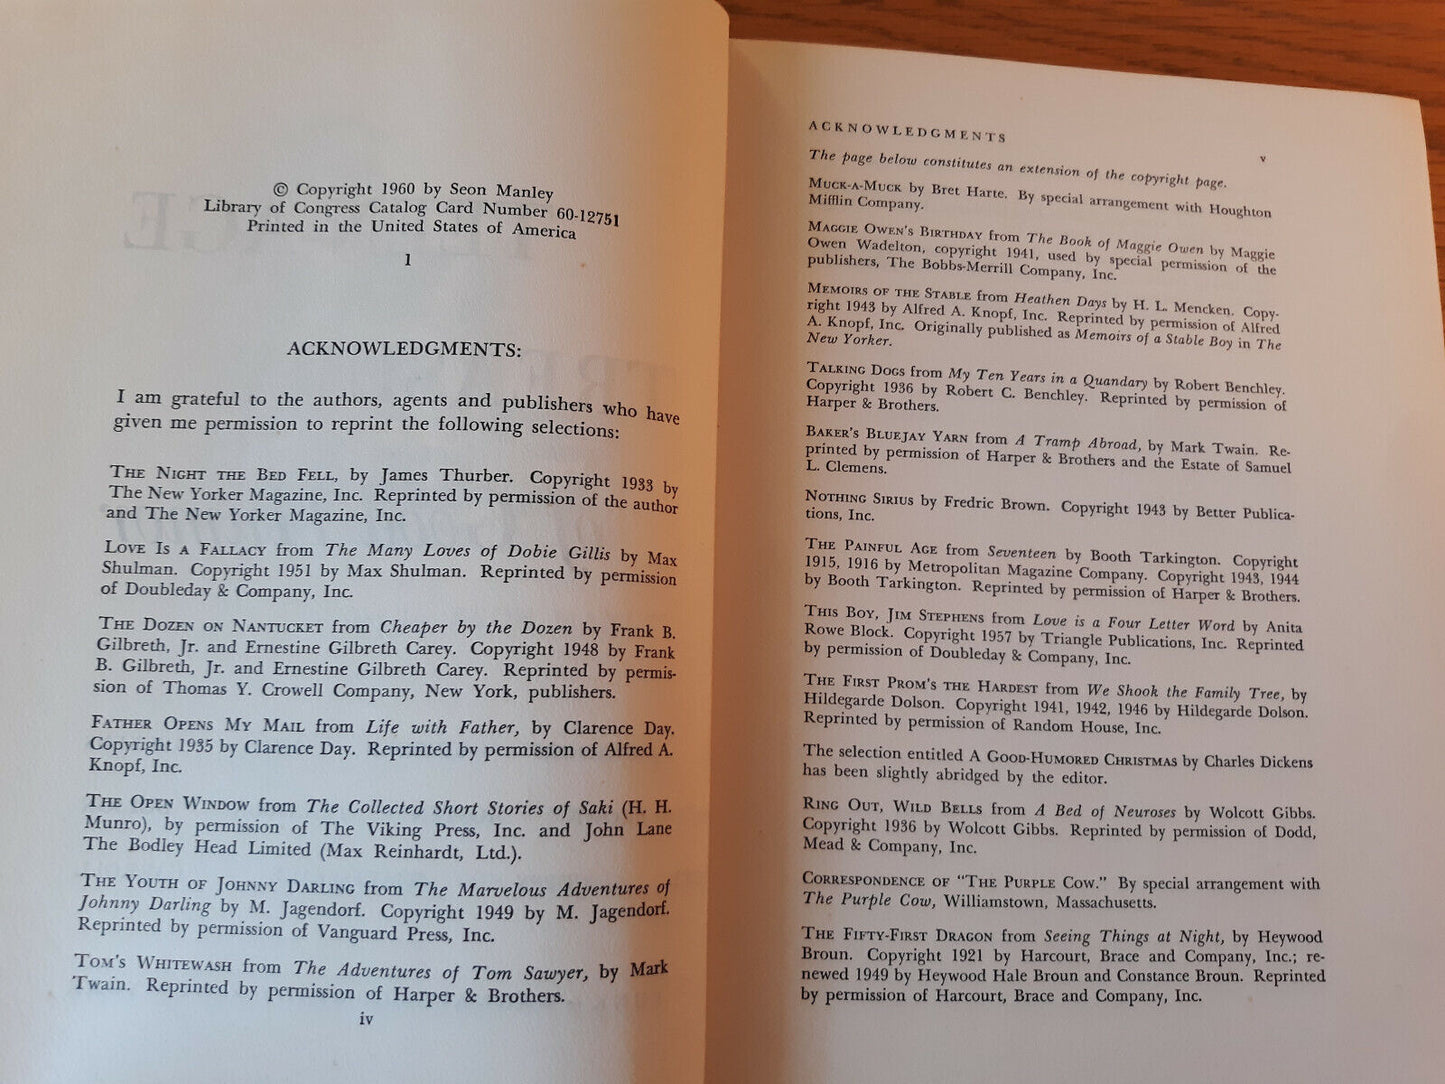 © Copyright 1960 by Seon Manley
Library of Congress Catalog Card Number 60-12751
Printed in the United States of America
1
ACKNOWLEDGMENTS:
I am grateful to the authors, agents and publishers who have
given me permission to reprint the following selections:
THE NIGHT THE BED FELL, by James Thurber. Copyright 1933 by
The New Yorker Magazine, Inc. Reprinted by permission of the author
and The New Yorker Magazine, Inc.
LOVE IS A FALLACY from The Many Loves of Dobie Gillis by Max
Shulman. Copyright 1951 by Max Shulman. Reprinted by permission
of Doubleday & Company, Inc.
THE DOZEN ON NANTUCKET from Cheaper by the Dozen by Frank B.
Gilbreth, Jr. and Ernestine Gilbreth Carey. Copyright 1948 by Frank
B. Gilbreth, Jr. and Ernestine Gilbreth Carey. Reprinted by permis-
sion of Thomas Y. Crowell Company, New York, publishers.
FATHER OPENS MY MAIL from Life with Father, by Clarence Day.
Copyright 1935 by Clarence Day. Reprinted by permission of Alfred A.
Knopf, Inc.
THE OPEN WINDOW from The Collected Short Stories of Saki (H. H.
Munro), by permission of The Viking Press, Inc. and John Lane
The Bodley Head Limited (Max Reinhardt, Ltd.).
THE YOUTH OF JOHNNY DARLING from The Marvelous Adventures of
Johnny Darling by M. Jagendorf. Copyright 1949 by M. Jagendorf.
Reprinted by permission of Vanguard Press, Inc.
TOM'S WHITEWASH from The Adventures of Tom Sawyer, by Mark
Twain. Reprinted by permission of Harper & Brothers.
iv
ACKNOWLEDGMENTS v
The page below constitutes an extension of the copyright page.
MUCK-A-MUCK by Bret Harte. By special arrangement with Houghton
Mifflin Company.
MAGGIE OWEN'S BIRTHDAY from The Book of Maggie Owen by Maggie
Owen Wadelton, copyright 1941, used by special permission of the
publishers, The Bobbs-Merrill Company, Inc.
MEMOIRS OF THE STABLE from Heathen Days by H. L. Mencken. Copy-
right 1943 by Alfred A. Knopf, Inc. Reprinted by permission of Alfred
A. Knopf, Inc. Originally published as Memoirs of a Stable Boy in The
New Yorker.
TALKING DOGS from My Ten Years in a Quandary by Robert Benchley.
Copyright 1936 by Robert C. Benchley. Reprinted by permission of
Harper & Brothers.
BAKER'S BLUEJAY YARN from A Tramp Abroad, by Mark Twain. Re-
printed by permission of Harper & Brothers and the Estate of Samuel
L. Clemens.
NOTHING SIRIUS by Fredric Brown. Copyright 1943 by Better Publica-
tions, Inc.
THE PAINFUL AGE from Seventeen by Booth Tarkington. Copyright
1915, 1916 by Metropolitan Magazine Company. Copyright 1943, 1944
by Booth Tarkington. Reprinted by permission of Harper & Brothers.
THIS BOY, JIM STEPHENS from Love is a Four Letter Word by Anita
Rowe Block. Copyright 1957 by Triangle Publications, Inc. Reprinted
by permission of Doubleday & Company, Inc.
THE FIRST PROM'S THE HARDEST from We Shook the Family Tree, by
Hildegarde Dolson. Copyright 1941, 1942, 1946 by Hildegarde Dolson.
Reprinted by permission of Random House, Inc.
The selection entitled A GOOD-HUMORED CHRISTMAS by Charles Dickens
has been slightly abridged by the editor.
RING OUT, WILD BELLS from A Bed of Neuroses by Wolcott Gibbs.
Copyright 1936 by Wolcott Gibbs. Reprinted by permission of Dodd,
Mead & Company, Inc.
CORRESPONDENCE OF "THE PURPLE COW." By special arrangement with
The Purple Cow, Williamstown, Massachusetts.
THE FIFTY-FIRST DRAGON from Seeing Things at Night, by Heywood
Broun. Copyright 1921 by Harcourt, Brace and Company, Inc.; re-
newed 1949 by Heywood Hale Broun and Constance Broun. Reprinted
by permission of Harcourt, Brace and Company, Inc.